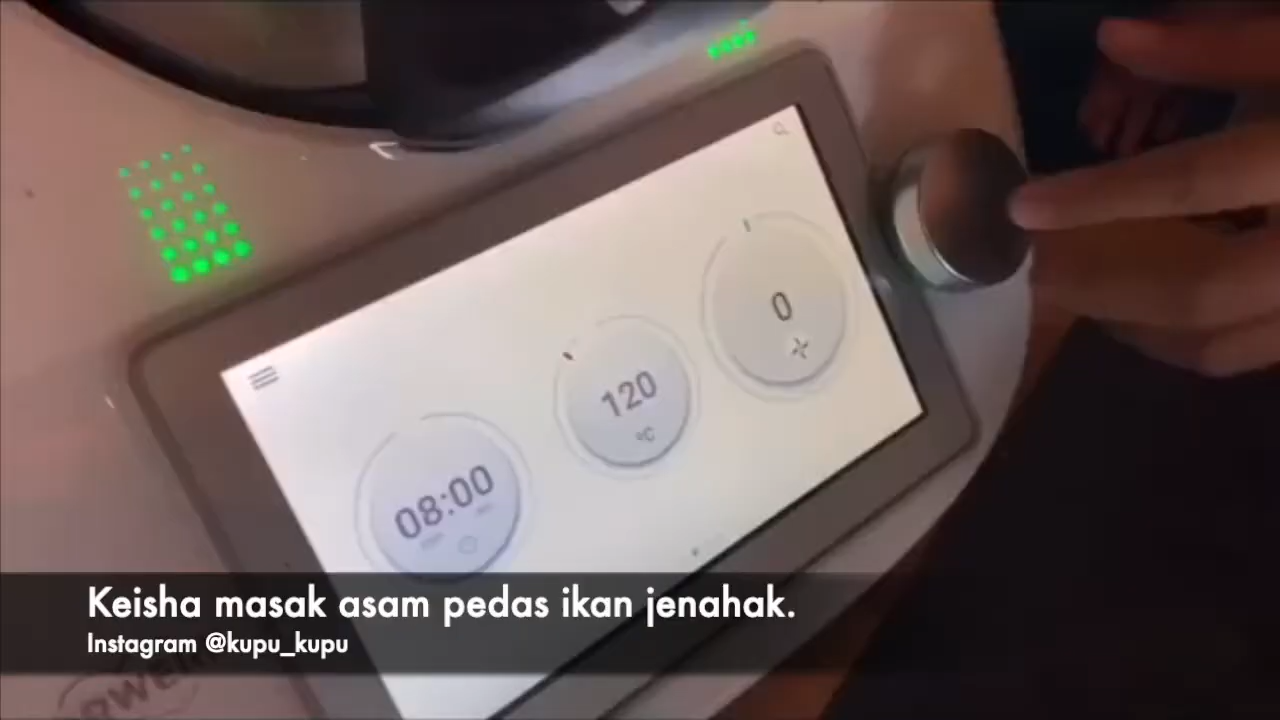 0
120
°C
08:00
Keisha masak asam pedas ikan jenahak.
Instagram @kupu_kupu